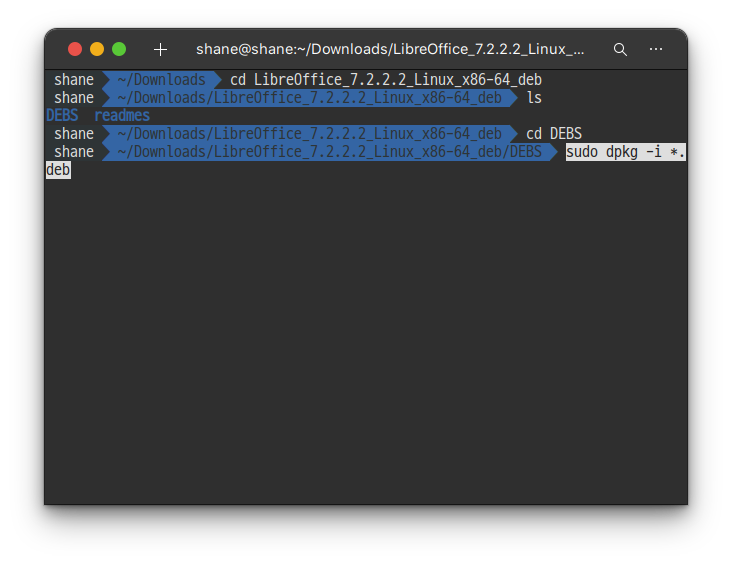 shane@shane:~/Downloads/LibreOffice_7.2.2.2_Linux_...
shane ~/Downloads cd LibreOffice_7.2.2.2_Linux_x86-64_deb
shane ~/Downloads/LibreOffice_7.2.2.2_Linux_x86-64_deb ls
DEBS readmes
shane ~/Downloads/LibreOffice_7.2.2.2_Linux_x86-64_deb cd DEBS
shane ~/Downloads/LibreOffice_7.2.2.2_Linux_x86-64_deb/DEBS sudo dpkg -i *.
deb